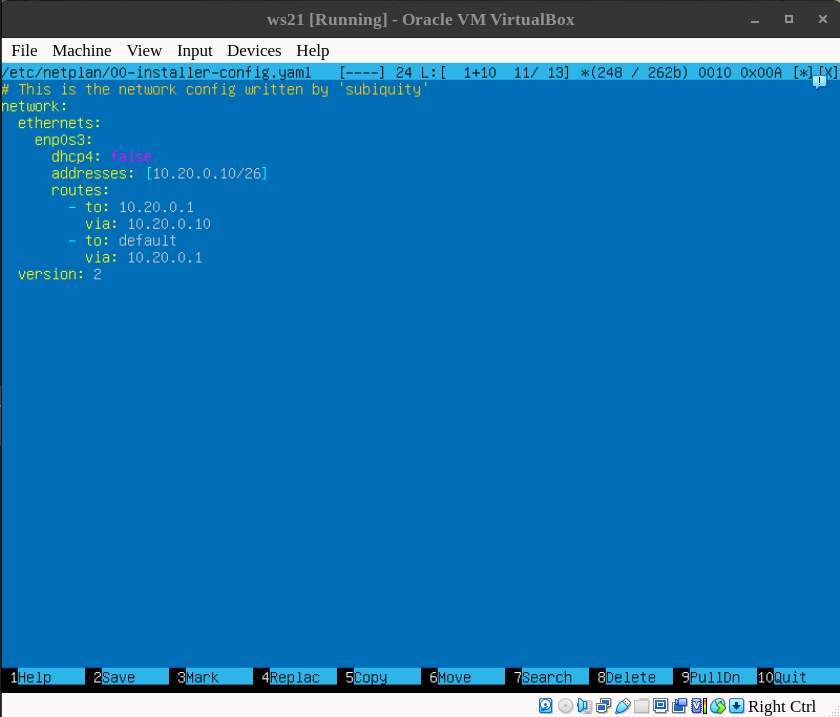 ws21 [Running] - Oracle VM VirtualBox
File Machine View Input Devices Help
/etc/netplan/00-installer-config.yaml [----] 24 L:[ 1+10 11/ 13] *(248 / 262b) 0010 0x00A [*][X]
# This is the network config written by 'subiquity'
network:
  ethernets:
    enp0s3:
      dhcp4: false
      addresses: [10.20.0.10/26]
      routes:
        - to: 10.20.0.1
          via: 10.20.0.10
        - to: default
          via: 10.20.0.1
  version: 2
1Help 2Save 3Mark 4Replac 5Copy 6Move 7Search 8Delete 9PullDn 10Quit
Right Ctrl